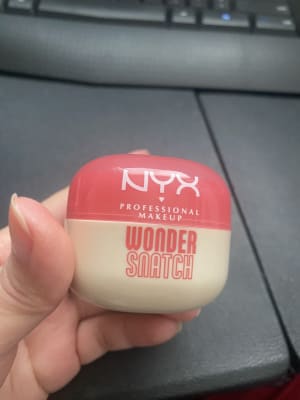 NYX
PROFESSIONAL
MAKEUP
WONDER
SNATCH